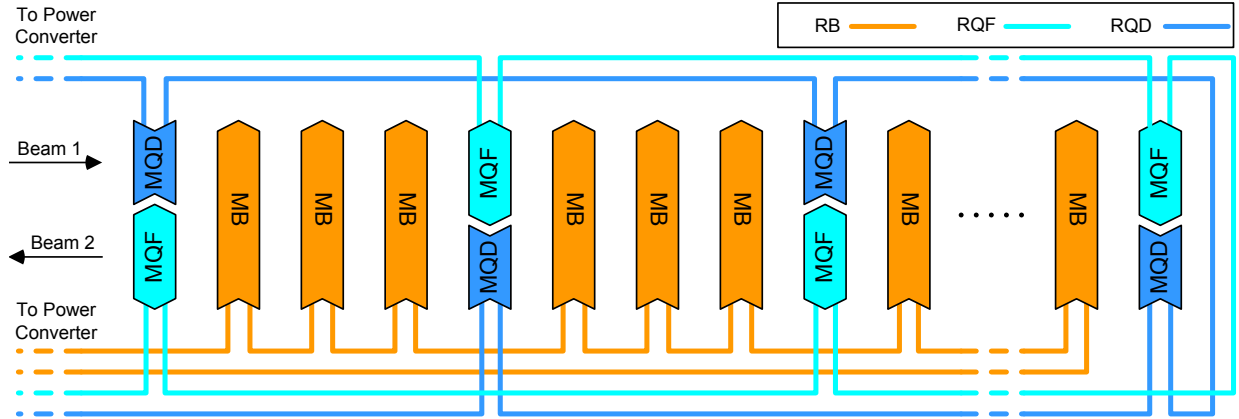 To Power
Converter
RB
RQF
RQD
Beam 1
Beam 2
MQD
MQF
MB
MB
MB
MQF
MQD
MB
MB
MB
MQD
MQF
MB
.....
MB
MQF
MQD
To Power
Converter